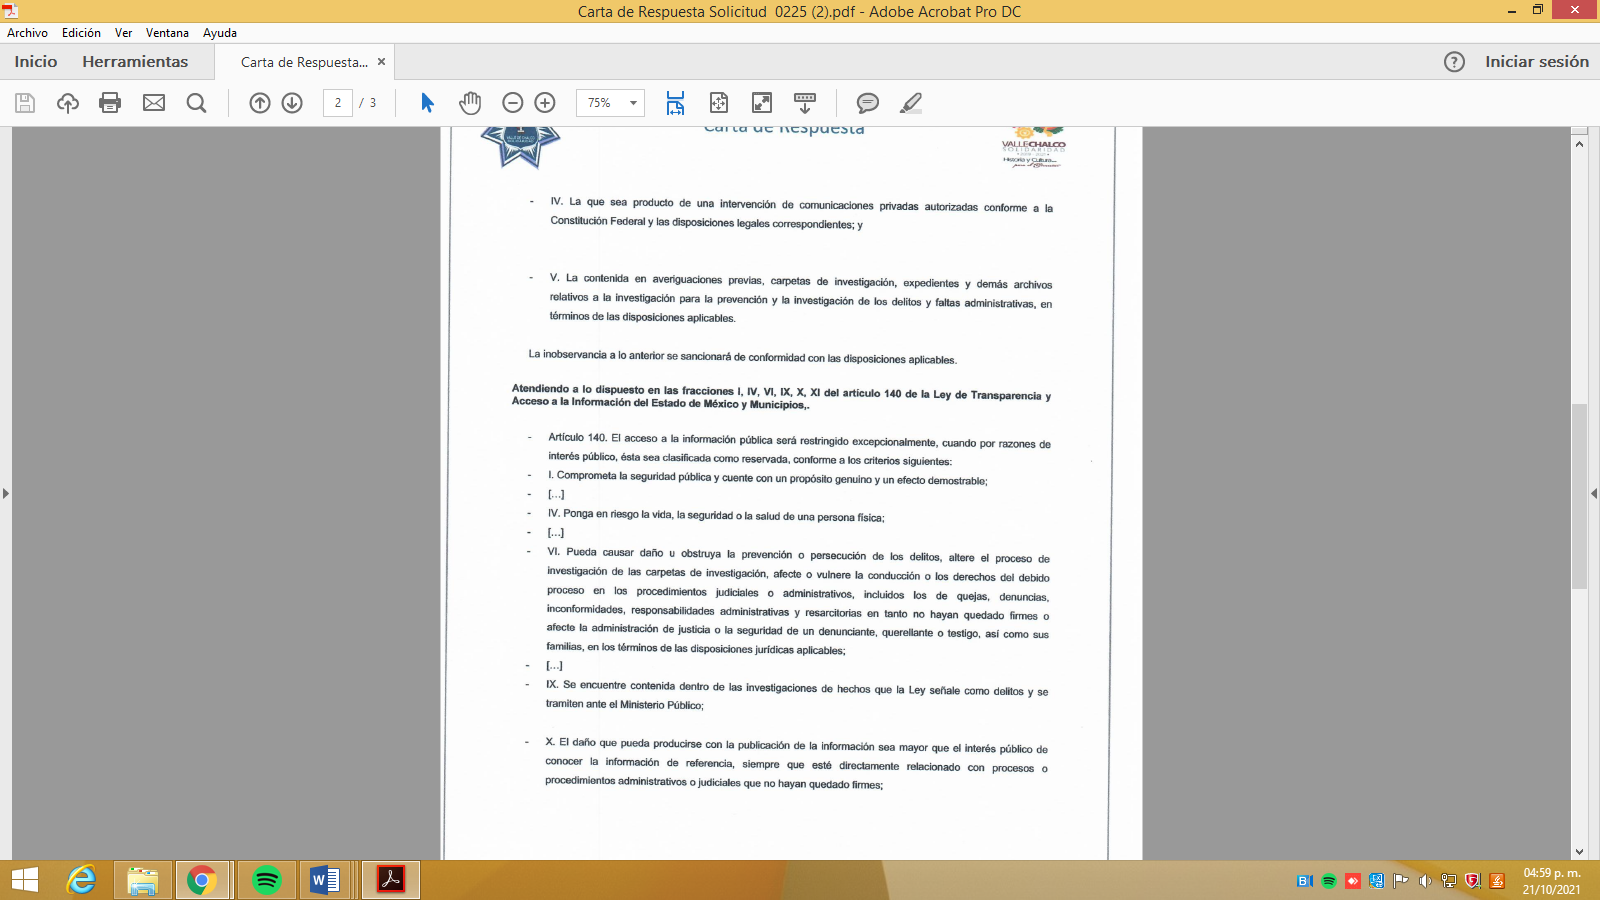 Carta de Respuesta Solicitud 0225 (2).pdf - Adobe Acrobat Pro DC
Archivo Edición Ver Ventana Ayuda
Inicio Herramientas Carta de Respuesta... × Iniciar sesión
2 / 3 75%
Carta de Respuesta
VALLE CHALCO
SOLIDARIDAD
Historia y Cultura...
- IV. La que sea producto de una intervención de comunicaciones privadas autorizadas conforme a la
Constitución Federal y las disposiciones legales correspondientes; y
- V. La contenida en averiguaciones previas, carpetas de investigación, expedientes y demás archivos
relativos a la investigación para la prevención y la investigación de los delitos y faltas administrativas, en
términos de las disposiciones aplicables.
La inobservancia a lo anterior se sancionará de conformidad con las disposiciones aplicables.
Atendiendo a lo dispuesto en las fracciones I, IV, VI, IX, X, XI del artículo 140 de la Ley de Transparencia y
Acceso a la Información del Estado de México y Municipios,.
- Artículo 140. El acceso a la información pública será restringido excepcionalmente, cuando por razones de
interés público, ésta sea clasificada como reservada, conforme a los criterios siguientes:
- I. Comprometa la seguridad pública y cuente con un propósito genuino y un efecto demostrable;
- [...]
- IV. Ponga en riesgo la vida, la seguridad o la salud de una persona física;
- [...]
- VI. Pueda causar daño u obstruya la prevención o persecución de los delitos, altere el proceso de
investigación de las carpetas de investigación, afecte o vulnere la conducción o los derechos del debido
proceso en los procedimientos judiciales o administrativos, incluidos los de quejas, denuncias,
inconformidades, responsabilidades administrativas y resarcitorias en tanto no hayan quedado firmes o
afecte la administración de justicia o la seguridad de un denunciante, querellante o testigo, así como sus
familias, en los términos de las disposiciones jurídicas aplicables;
- [...]
- IX. Se encuentre contenida dentro de las investigaciones de hechos que la Ley señale como delitos y se
tramiten ante el Ministerio Público;
- X. El daño que pueda producirse con la publicación de la información sea mayor que el interés público de
conocer la información de referencia, siempre que esté directamente relacionado con procesos o
procedimientos administrativos o judiciales que no hayan quedado firmes;
04:59 p. m.
21/10/2021